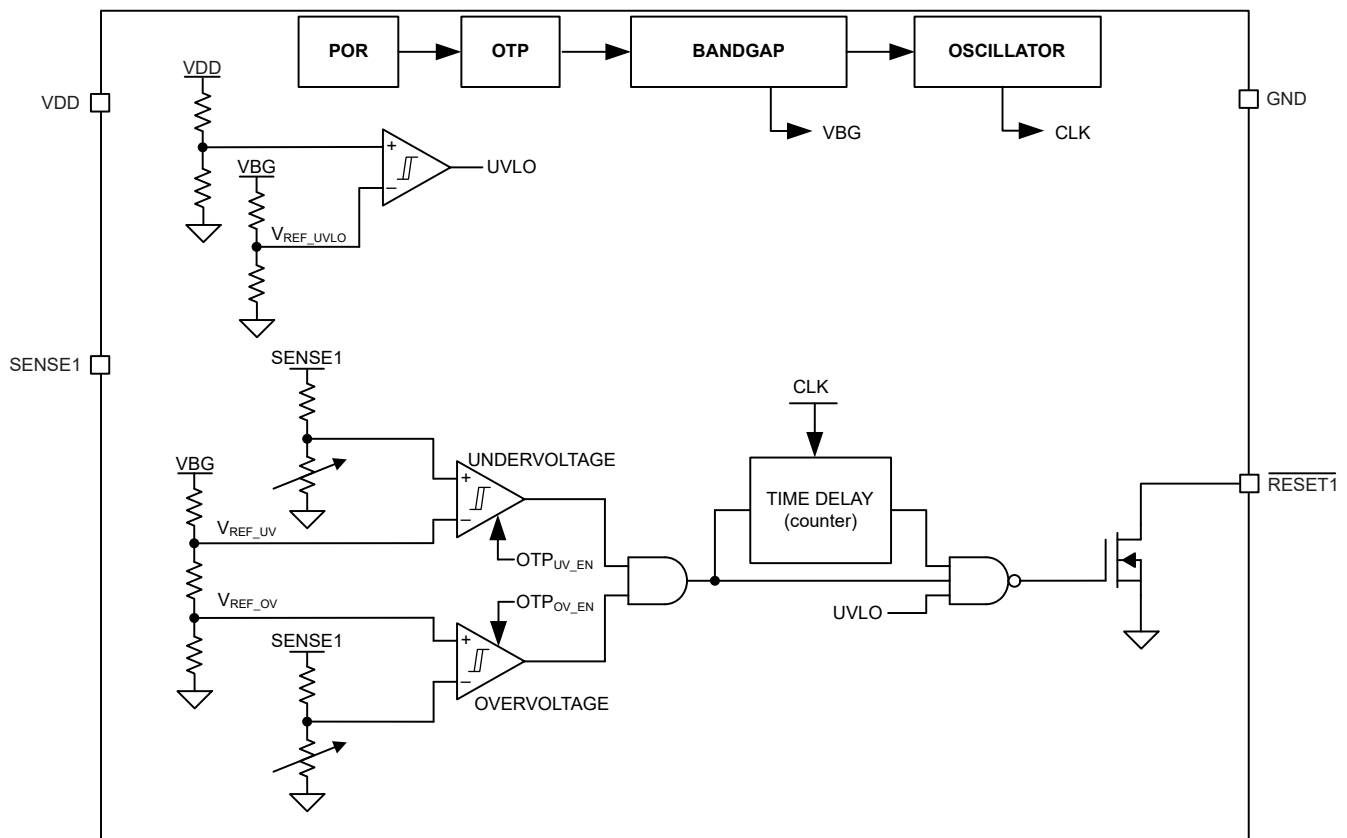 POR
OTP
BANDGAP
OSCILLATOR
VDD
VDD
GND
VBG
CLK
+
−
UVLO
VBG
VREF_UVLO
SENSE1
SENSE1
CLK
UNDERVOLTAGE
VBG
+
−
TIME DELAY
(counter)
RESET1
VREF_UV
OTPUV_EN
OTPOV_EN
VREF_OV
UVLO
SENSE1
+
−
OVERVOLTAGE